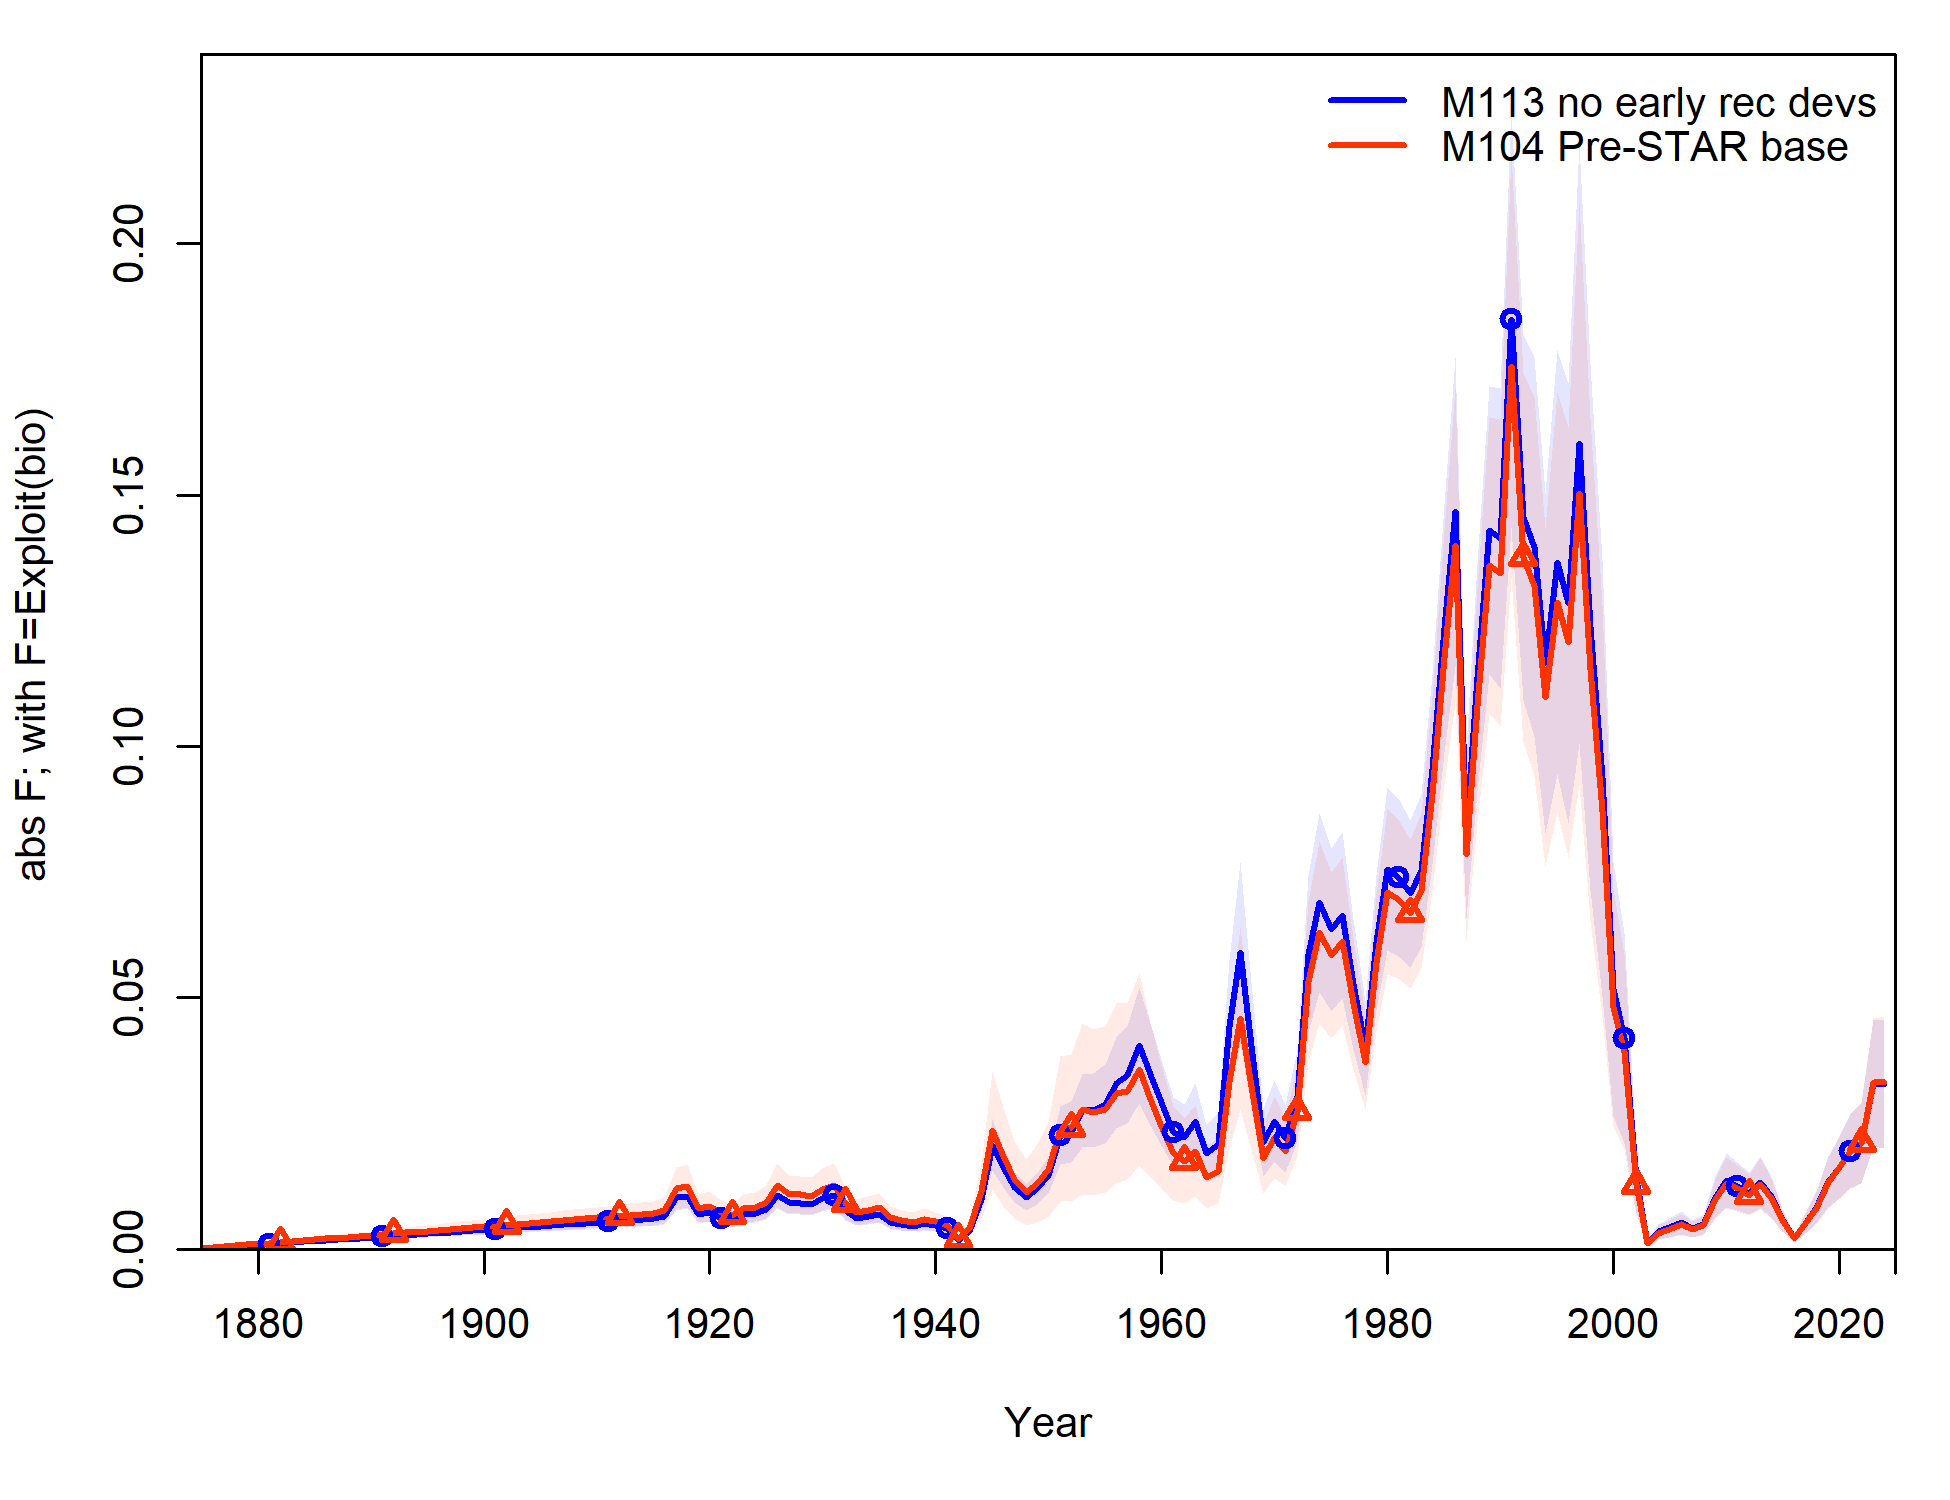 M113 no early rec devs
M104 Pre-STAR base
abs F; with F=Exploit(bio)
0.20
0.15
0.10
0.05
0.00
1880 1900 1920 1940 1960 1980 2000 2020
Year